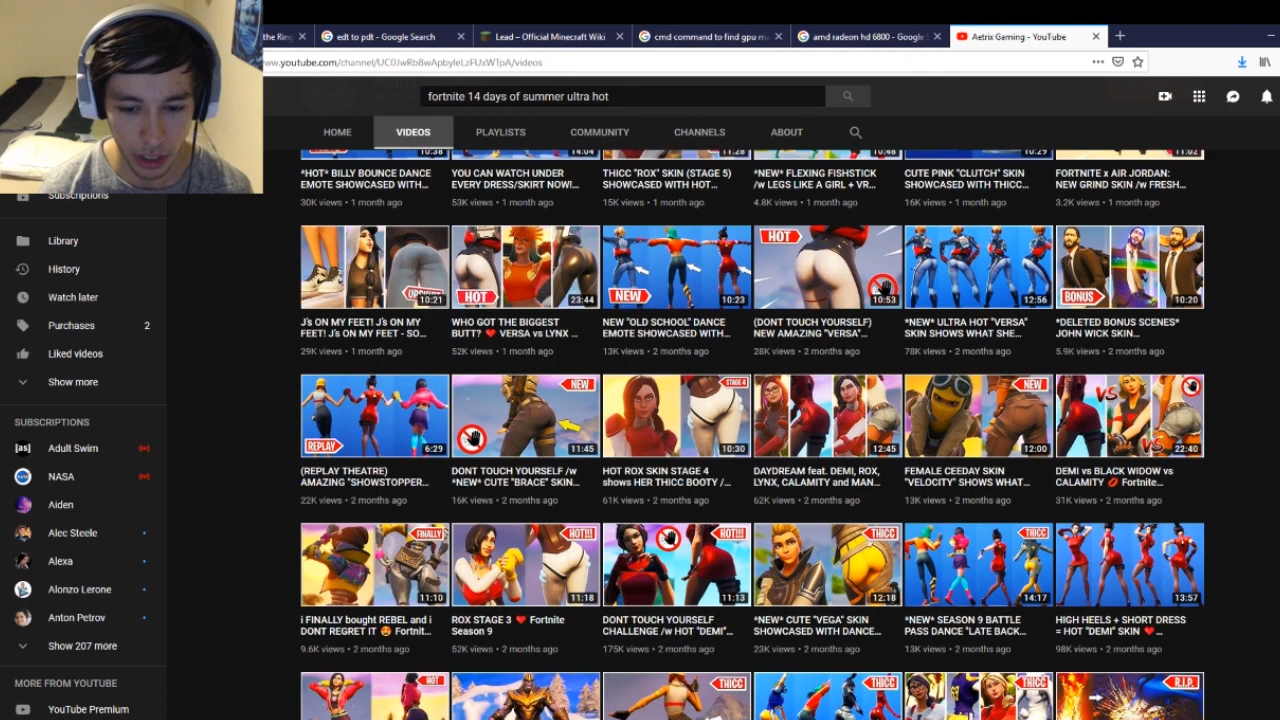 the Rin
edt to pdt - Google Search
Lead – Official Minecraft Wiki
cmd command to find gpu m
amd radeon hd 6800 - Google S
Aetrix Gaming - YouTube
fortnite 14 days of summer ultra hot
HOME VIDEOS PLAYLISTS COMMUNITY CHANNELS ABOUT
10:38 14:04 11:28 10:48 10:29 11:02
*HOT* BILLY BOUNCE DANCE
EMOTE SHOWCASED WITH...
30K views • 1 month ago
YOU CAN WATCH UNDER
EVERY DRESS/SKIRT NOW!...
53K views • 1 month ago
THICC "ROX" SKIN (STAGE 5)
SHOWCASED WITH HOT...
15K views • 1 month ago
*NEW* FLEXING FISHSTICK
/w LEGS LIKE A GIRL + VR...
4.8K views • 1 month ago
CUTE PINK "CLUTCH" SKIN
SHOWCASED WITH THICC...
16K views • 1 month ago
FORTNITE x AIR JORDAN:
NEW GRIND SKIN /w FRESH...
3.2K views • 1 month ago
10:21
J's ON MY FEET! J's ON MY
FEET! J's ON MY FEET - SO...
29K views • 1 month ago
HOT
23:44
WHO GOT THE BIGGEST
BUTT? ❤️ VERSA vs LYNX ...
52K views • 1 month ago
NEW
10:23
NEW "OLD SCHOOL" DANCE
EMOTE SHOWCASED WITH...
13K views • 2 months ago
HOT
10:53
(DONT TOUCH YOURSELF)
NEW AMAZING "VERSA"...
28K views • 2 months ago
12:56
*NEW* ULTRA HOT "VERSA"
SKIN SHOWS WHAT SHE...
78K views • 2 months ago
BONUS
10:20
*DELETED BONUS SCENES*
JOHN WICK SKIN...
5.9K views • 2 months ago
REPLAY
6:29
(REPLAY THEATRE)
AMAZING "SHOWSTOPPER...
22K views • 2 months ago
NEW
11:45
DONT TOUCH YOURSELF /w
*NEW* CUTE "BRACE" SKIN...
16K views • 2 months ago
STAGE 4
10:30
HOT ROX SKIN STAGE 4
shows HER THICC BOOTY /...
61K views • 2 months ago
12:45
DAYDREAM feat. DEMI, ROX,
LYNX, CALAMITY and MAN...
62K views • 2 months ago
NEW
12:00
FEMALE CEEDAY SKIN
"VELOCITY" SHOWS WHAT...
13K views • 2 months ago
VS
VS
22:40
DEMI vs BLACK WIDOW vs
CALAMITY 💋 Fortnite...
31K views • 2 months ago
FINALLY
11:10
i FINALLY bought REBEL and i
DONT REGRET IT 😍 Fortnit...
9.6K views • 2 months ago
HOT!!!
11:18
ROX STAGE 3 ❤️ Fortnite
Season 9
52K views • 2 months ago
HOT!!!
11:13
DONT TOUCH YOURSELF
CHALLENGE /w HOT "DEMI"...
175K views • 2 months ago
THICC
12:18
*NEW* CUTE "VEGA" SKIN
SHOWCASED WITH DANCE...
23K views • 2 months ago
THICC
14:17
*NEW* SEASON 9 BATTLE
PASS DANCE "LATE BACK...
13K views • 2 months ago
13:57
HIGH HEELS + SHORT DRESS
= HOT "DEMI" SKIN ❤️ ...
98K views • 2 months ago
HOT
THICC
THICC
THICC
R.I.P.
Subscriptions
Library
History
Watch later
Purchases 2
Liked videos
Show more
SUBSCRIPTIONS
[as] Adult Swim
NASA
Aiden
Alec Steele
Alexa
Alonzo Lerone
Anton Petrov
Show 207 more
MORE FROM YOUTUBE
YouTube Premium